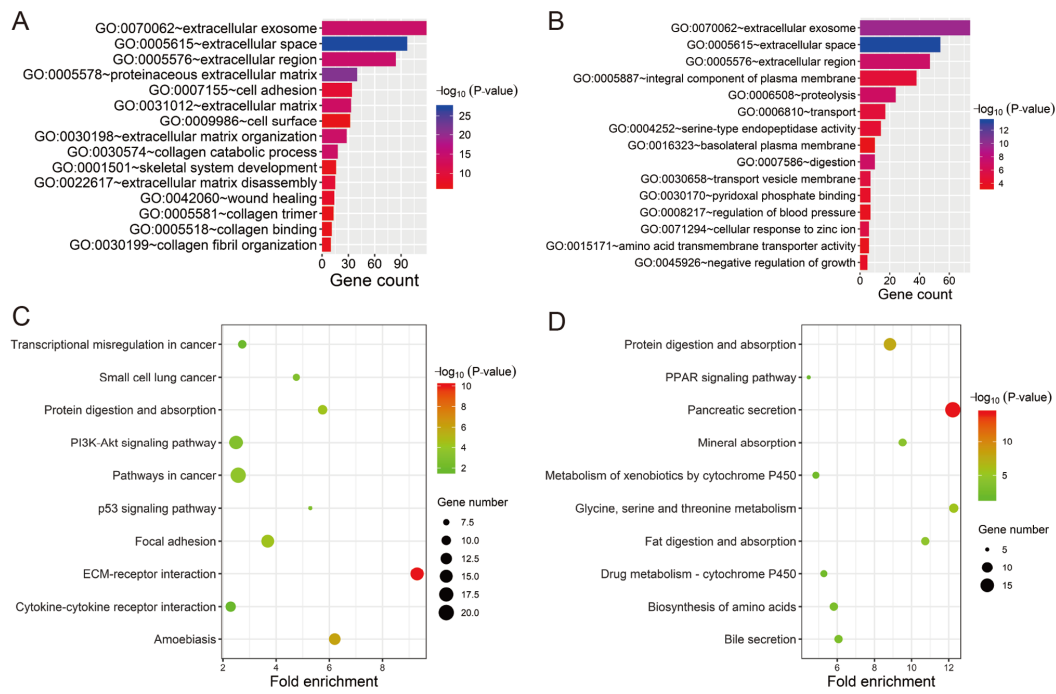 A
GO:0070062~extracellular exosome
GO:0005615~extracellular space
GO:0005576~extracellular region
GO:0005578~proteinaceous extracellular matrix
GO:0007155~cell adhesion
GO:0031012~extracellular matrix
GO:0009986~cell surface
GO:0030198~extracellular matrix organization
GO:0030574~collagen catabolic process
GO:0001501~skeletal system development
GO:0022617~extracellular matrix disassembly
GO:0042060~wound healing
GO:0005581~collagen trimer
GO:0005518~collagen binding
GO:0030199~collagen fibril organization
0 30 60 90
Gene count
−log10 (P-value)
25
20
15
10
B
GO:0070062~extracellular exosome
GO:0005615~extracellular space
GO:0005576~extracellular region
GO:0005887~integral component of plasma membrane
GO:0006508~proteolysis
GO:0006810~transport
GO:0004252~serine-type endopeptidase activity
GO:0016323~basolateral plasma membrane
GO:0007586~digestion
GO:0030658~transport vesicle membrane
GO:0030170~pyridoxal phosphate binding
GO:0008217~regulation of blood pressure
GO:0071294~cellular response to zinc ion
GO:0015171~amino acid transmembrane transporter activity
GO:0045926~negative regulation of growth
0 20 40 60
Gene count
−log10 (P-value)
12
10
8
6
4
C
Transcriptional misregulation in cancer
Small cell lung cancer
Protein digestion and absorption
PI3K-Akt signaling pathway
Pathways in cancer
p53 signaling pathway
Focal adhesion
ECM-receptor interaction
Cytokine-cytokine receptor interaction
Amoebiasis
2 4 6 8
Fold enrichment
−log10 (P-value)
10
8
6
4
2
Gene number
7.5
10.0
12.5
15.0
17.5
20.0
D
Protein digestion and absorption
PPAR signaling pathway
Pancreatic secretion
Mineral absorption
Metabolism of xenobiotics by cytochrome P450
Glycine, serine and threonine metabolism
Fat digestion and absorption
Drug metabolism - cytochrome P450
Biosynthesis of amino acids
Bile secretion
6 8 10 12
Fold enrichment
−log10 (P-value)
10
5
Gene number
5
10
15